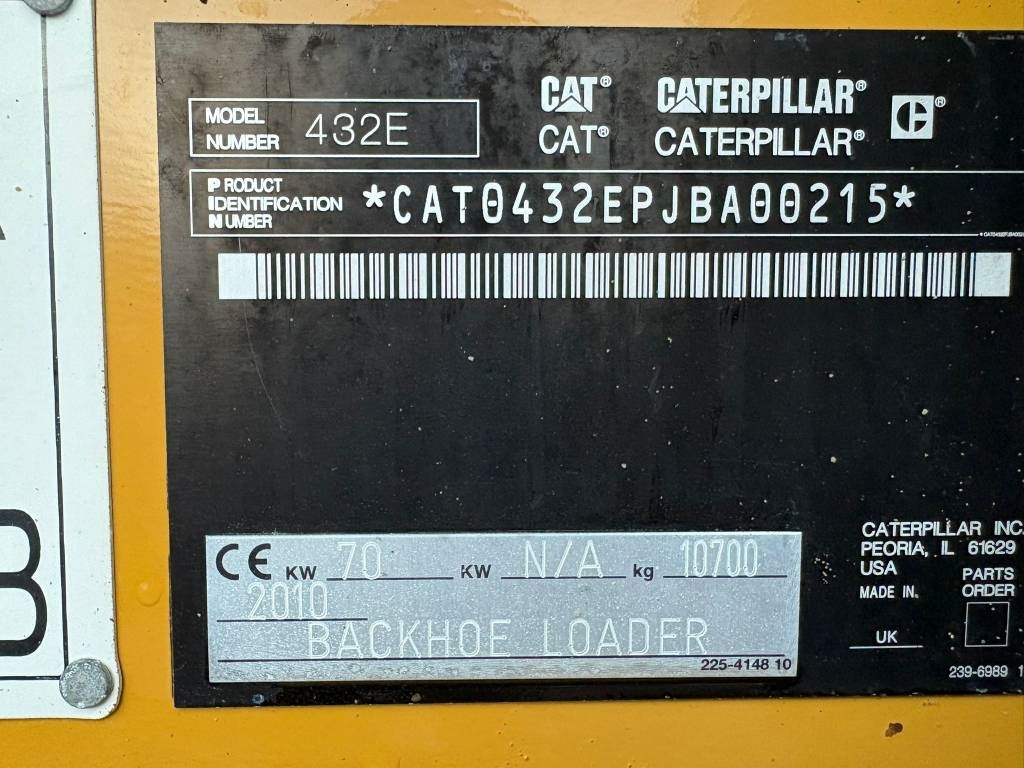 CAT® CATERPILLAR® ®
MODEL
NUMBER 432E
CAT® CATERPILLAR®
PRODUCT
IDENTIFICATION
NUMBER *CAT0432EPJBA00215*
CE KW 70 KW N/A kg 10700
2010
BACKHOE LOADER
225-4148 10
CATERPILLAR INC.
PEORIA, IL 61629
USA
MADE IN.
UK
PARTS
ORDER
239-6989 1
B